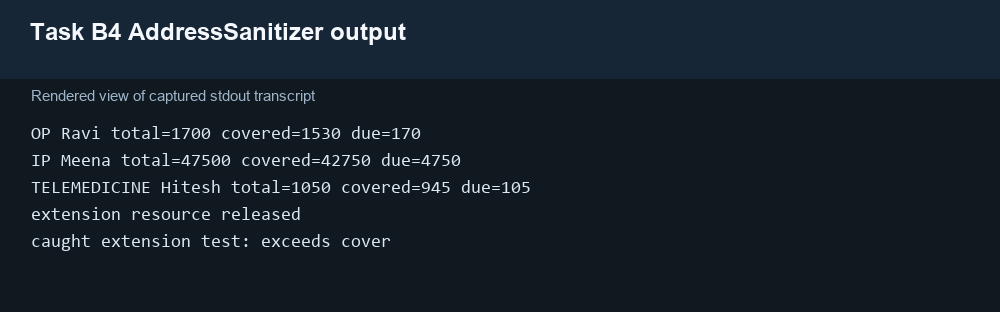 Task B4 AddressSanitizer output
Rendered view of captured stdout transcript
OP Ravi total=1700 covered=1530 due=170
IP Meena total=47500 covered=42750 due=4750
TELEMEDICINE Hitesh total=1050 covered=945 due=105
extension resource released
caught extension test: exceeds cover